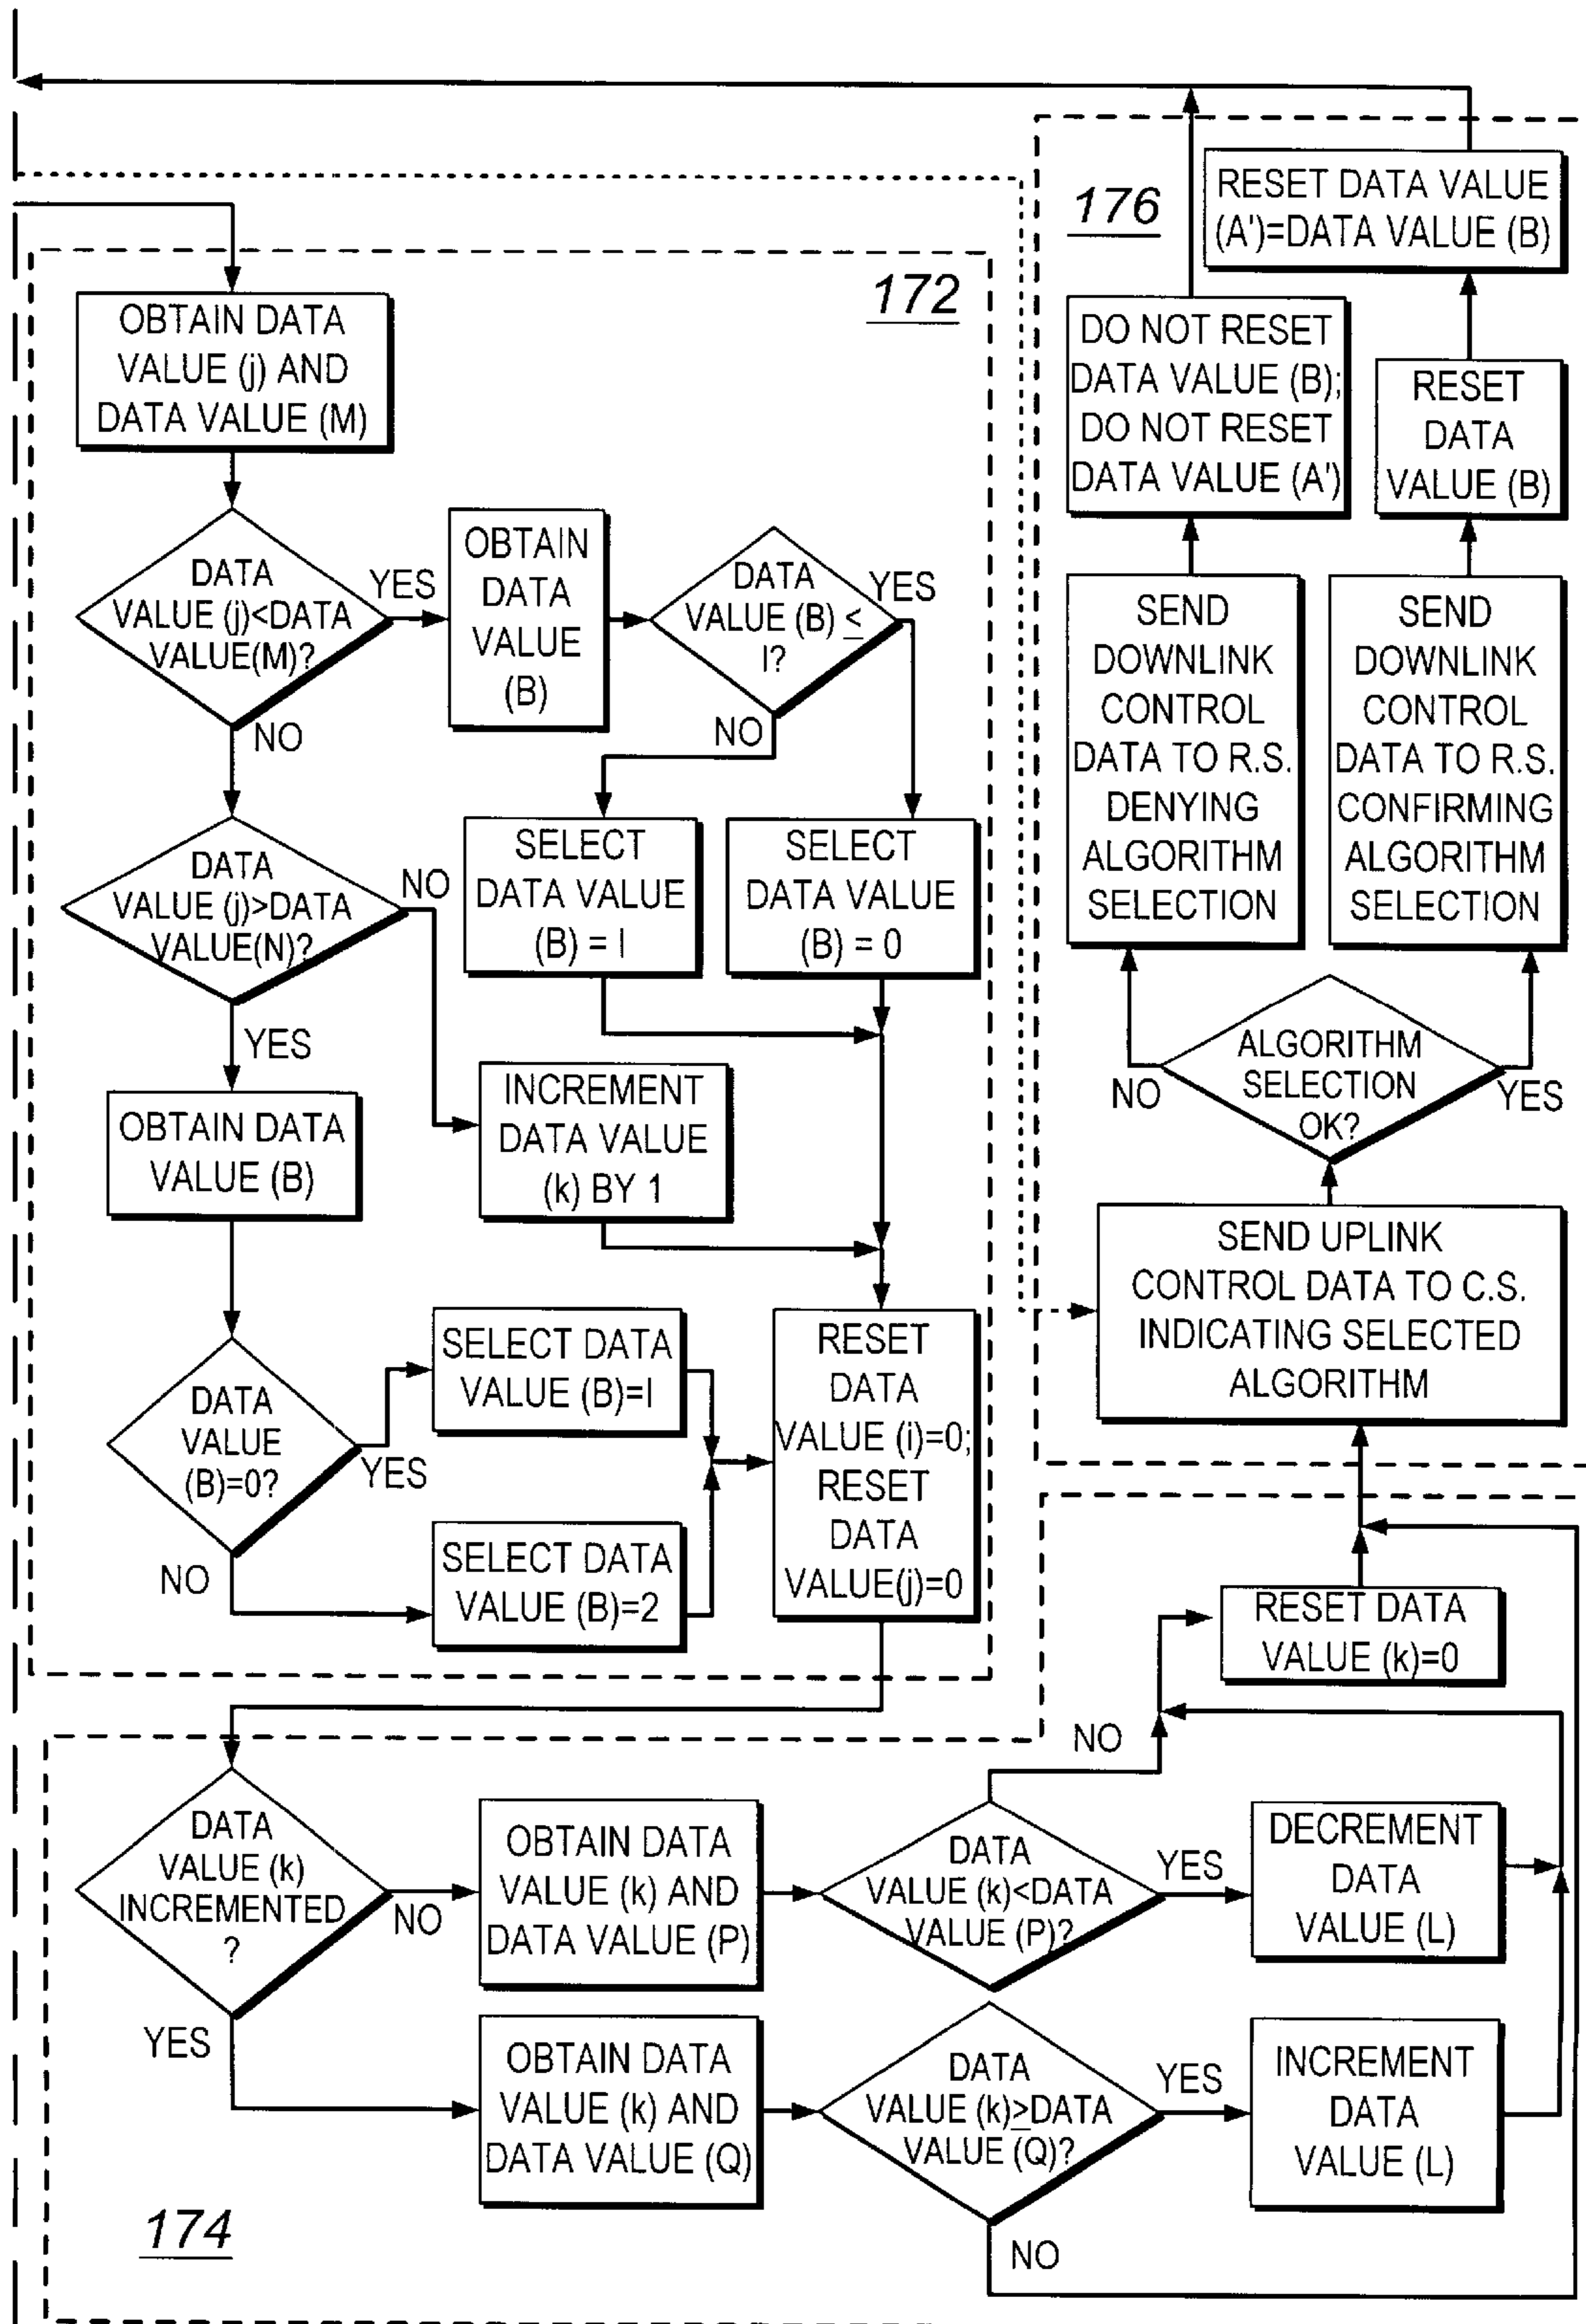 176
RESET DATA VALUE
(A')=DATA VALUE (B)
172
OBTAIN DATA
VALUE (j) AND
DATA VALUE (M)
DO NOT RESET
DATA VALUE (B);
DO NOT RESET
DATA VALUE (A')
RESET
DATA
VALUE (B)
DATA
VALUE (j)<DATA
VALUE(M)?
YES
NO
OBTAIN
DATA
VALUE
(B)
DATA
VALUE (B) ≤
I?
YES
NO
SEND
DOWNLINK
CONTROL
DATA TO R.S.
DENYING
ALGORITHM
SELECTION
SEND
DOWNLINK
CONTROL
DATA TO R.S.
CONFIRMING
ALGORITHM
SELECTION
DATA
VALUE (j)>DATA
VALUE(N)?
NO
YES
SELECT
DATA VALUE
(B) = I
SELECT
DATA VALUE
(B) = 0
ALGORITHM
SELECTION
OK?
NO
YES
OBTAIN DATA
VALUE (B)
INCREMENT
DATA VALUE
(k) BY 1
SEND UPLINK
CONTROL DATA TO C.S.
INDICATING SELECTED
ALGORITHM
DATA
VALUE
(B)=0?
YES
NO
SELECT DATA
VALUE (B)=I
SELECT DATA
VALUE (B)=2
RESET
DATA
VALUE (i)=0;
RESET
DATA
VALUE(j)=0
RESET DATA
VALUE (k)=0
DATA
VALUE (k)
INCREMENTED
?
NO
YES
OBTAIN DATA
VALUE (k) AND
DATA VALUE (P)
DATA
VALUE (k)<DATA
VALUE (P)?
NO
YES
DECREMENT
DATA
VALUE (L)
OBTAIN DATA
VALUE (k) AND
DATA VALUE (Q)
DATA
VALUE (k)≥DATA
VALUE (Q)?
YES
NO
INCREMENT
DATA
VALUE (L)
174